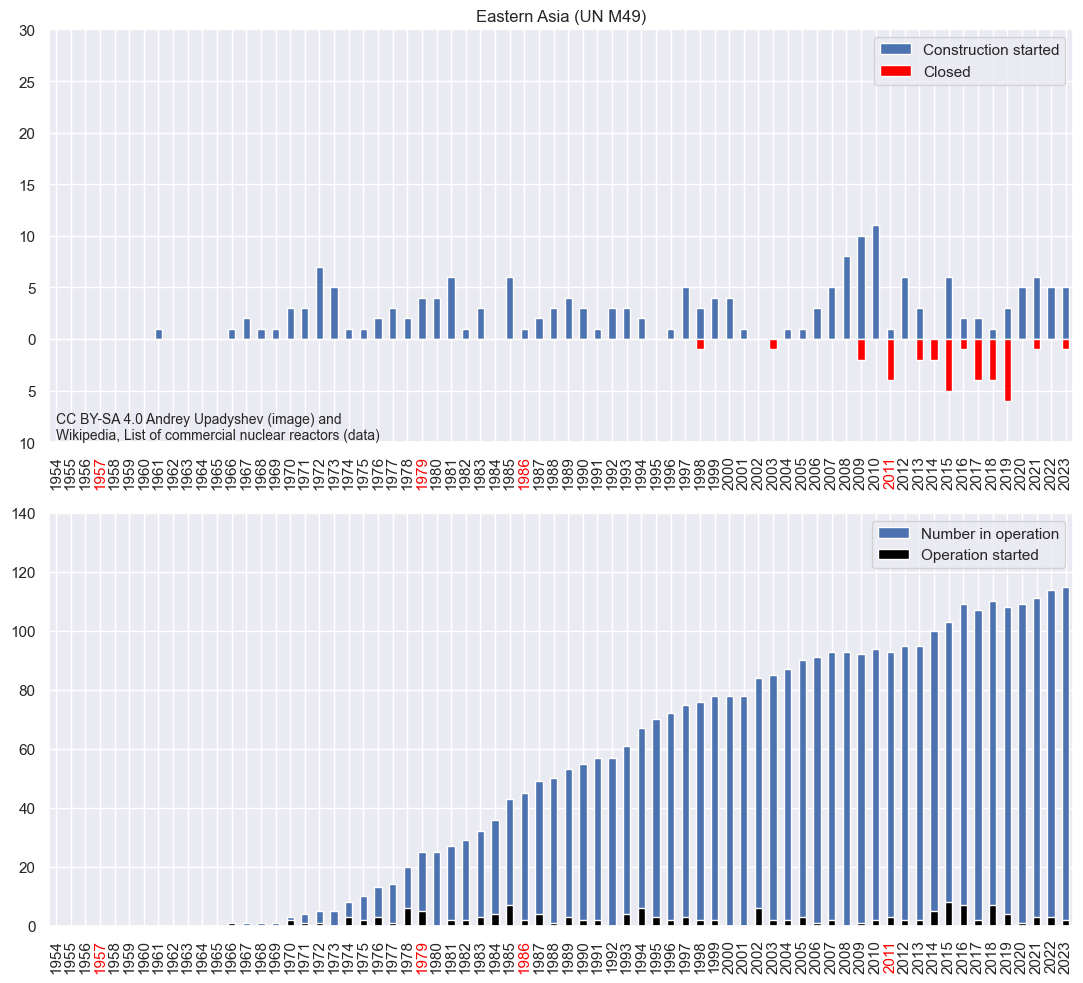 Eastern Asia (UN M49)
30
25
20
15
10
5
0
5
10
Construction started
Closed
CC BY-SA 4.0 Andrey Upadyshev (image) and
Wikipedia, List of commercial nuclear reactors (data)
1954 1955 1956 1957 1958 1959 1960 1961 1962 1963 1964 1965 1966 1967 1968 1969 1970 1971 1972 1973 1974 1975 1976 1977 1978 1979 1980 1981 1982 1983 1984 1985 1986 1987 1988 1989 1990 1991 1992 1993 1994 1995 1996 1997 1998 1999 2000 2001 2002 2003 2004 2005 2006 2007 2008 2009 2010 2011 2012 2013 2014 2015 2016 2017 2018 2019 2020 2021 2022 2023
140
120
100
80
60
40
20
0
Number in operation
Operation started
1954 1955 1956 1957 1958 1959 1960 1961 1962 1963 1964 1965 1966 1967 1968 1969 1970 1971 1972 1973 1974 1975 1976 1977 1978 1979 1980 1981 1982 1983 1984 1985 1986 1987 1988 1989 1990 1991 1992 1993 1994 1995 1996 1997 1998 1999 2000 2001 2002 2003 2004 2005 2006 2007 2008 2009 2010 2011 2012 2013 2014 2015 2016 2017 2018 2019 2020 2021 2022 2023